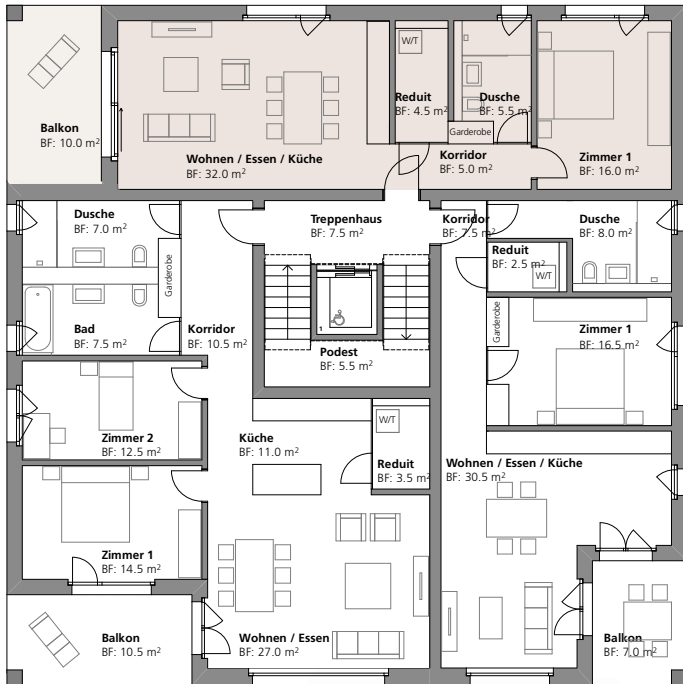 W/T
Reduit
BF: 4.5 m²
Dusche
BF: 5.5 m²
Balkon
BF: 10.0 m²
Garderobe
Wohnen / Essen / Küche
BF: 32.0 m²
Korridor
BF: 5.0 m²
Zimmer 1
BF: 16.0 m²
Dusche
BF: 7.0 m²
Treppenhaus
BF: 7.5 m²
Korridor
BF: 7.5 m²
Dusche
BF: 8.0 m²
Reduit
BF: 2.5 m²
W/T
Garderobe
Bad
BF: 7.5 m²
Korridor
BF: 10.5 m²
1
Podest
BF: 5.5 m²
Garderobe
Zimmer 1
BF: 16.5 m²
Zimmer 2
BF: 12.5 m²
Küche
BF: 11.0 m²
W/T
Reduit
BF: 3.5 m²
Wohnen / Essen / Küche
BF: 30.5 m²
Zimmer 1
BF: 14.5 m²
Balkon
BF: 10.5 m²
Wohnen / Essen
BF: 27.0 m²
Balkon
BF: 7.0 m²